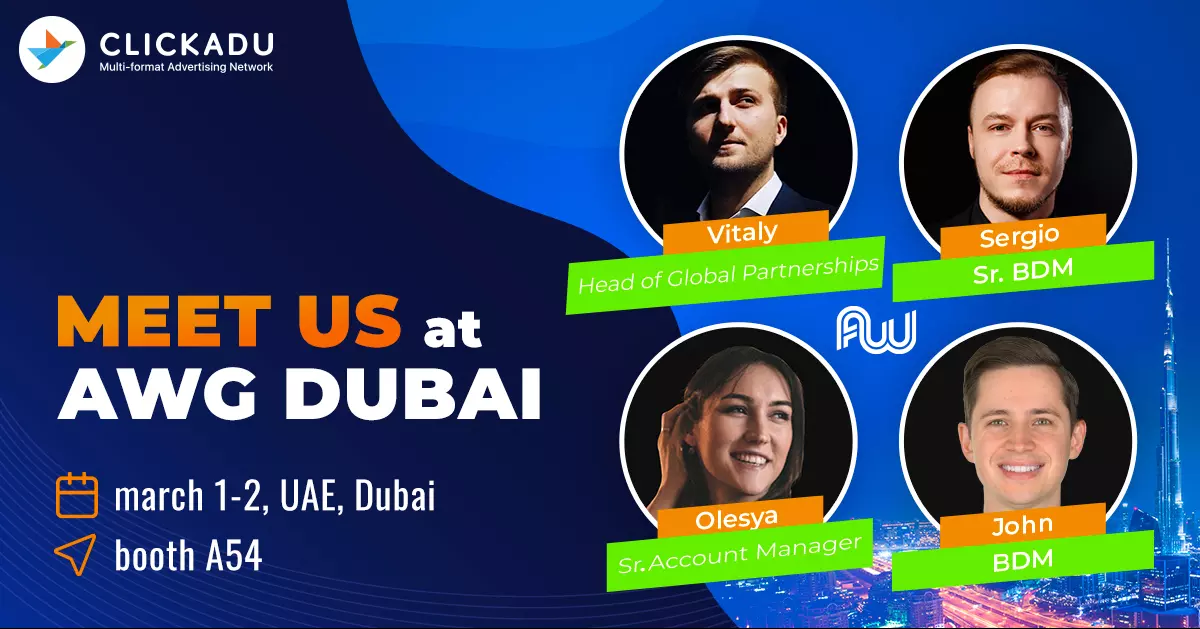 CLICKADU
Multi-format Advertising Network
MEET US at
AWG DUBAI
march 1-2, UAE, Dubai
booth A54
Vitaly
Head of Global Partnerships
Sergio
Sr. BDM
AW
Olesya
Sr. Account Manager
John
BDM